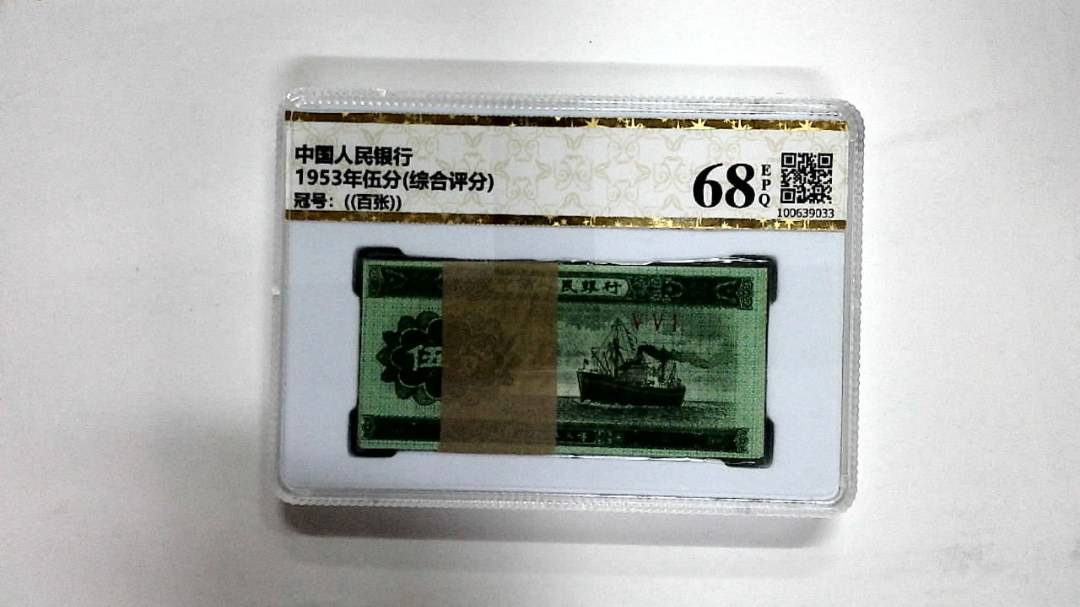 中国人民银行
1953年伍分(综合评分)
冠号：((百张))
68
EPQ
100639033
民银行
V V I
伍